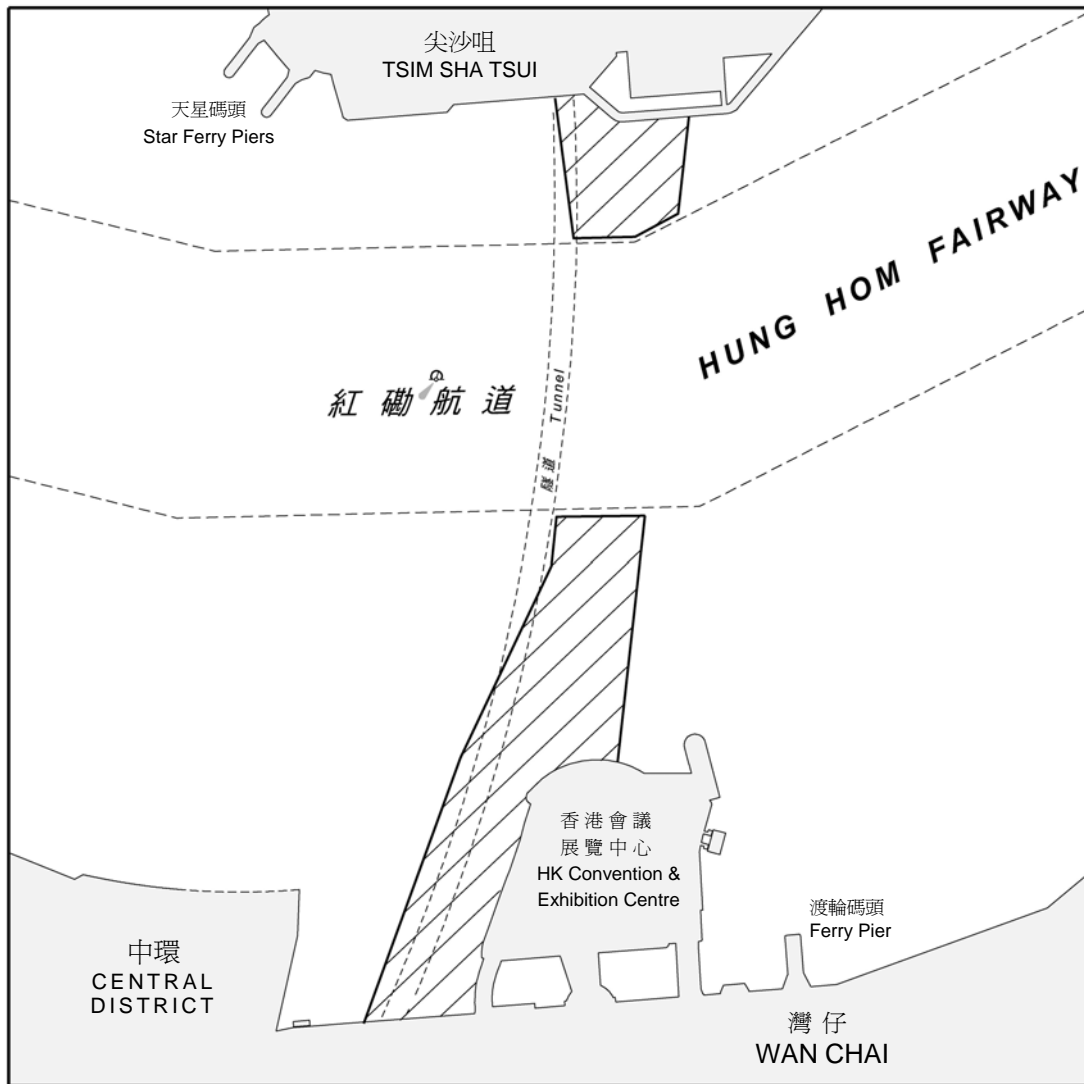 尖沙咀
TSIM SHA TSUI
天星碼頭
Star Ferry Piers
HUNG HOM FAIRWAY
紅磡航道
隧道 Tunnel
香港會議
展覽中心
HK Convention &
Exhibition Centre
渡輪碼頭
Ferry Pier
中環
CENTRAL
DISTRICT
灣仔
WAN CHAI